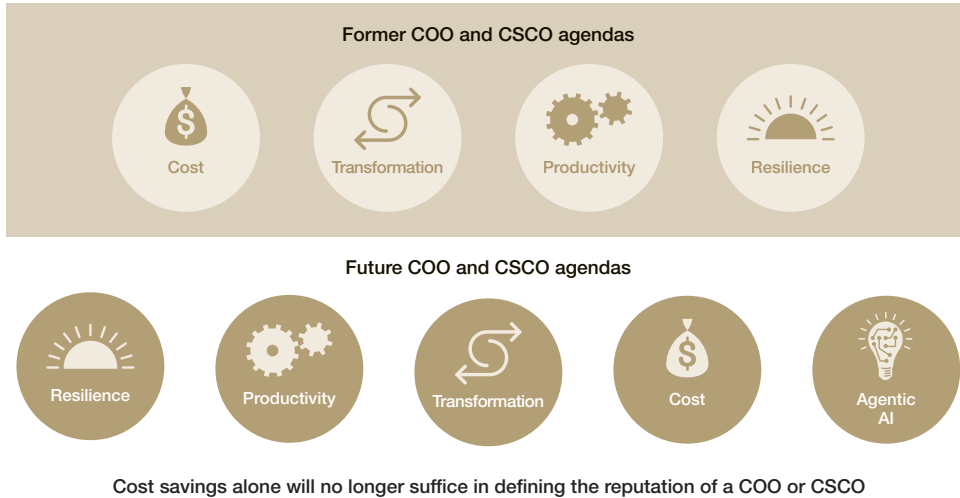 Former COO and CSCO agendas
$
Cost
Transformation
Productivity
Resilience
Future COO and CSCO agendas
Resilience
Productivity
Transformation
$
Cost
Agentic
AI
Cost savings alone will no longer suffice in defining the reputation of a COO or CSCO